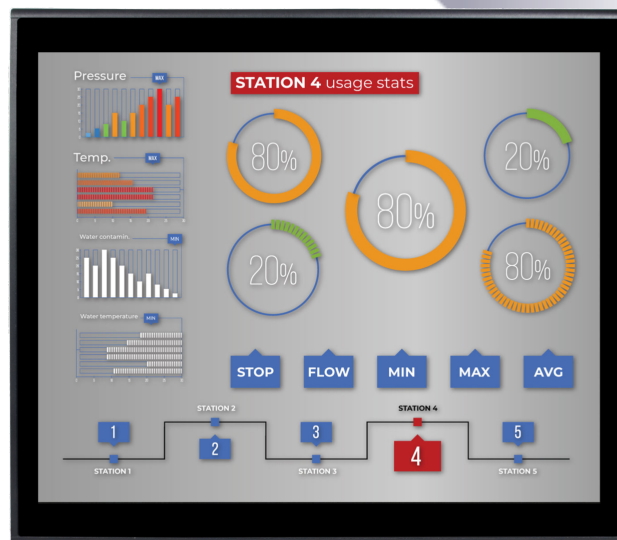 Pressure
MAX
STATION 4 usage stats
80%
20%
80%
Temp.
MAX
Water contamin.
MIN
20%
80%
Water temperature
MIN
STOP
FLOW
MIN
MAX
AVG
STATION 2
STATION 4
1
3
5
2
4
STATION 1
STATION 3
STATION 5